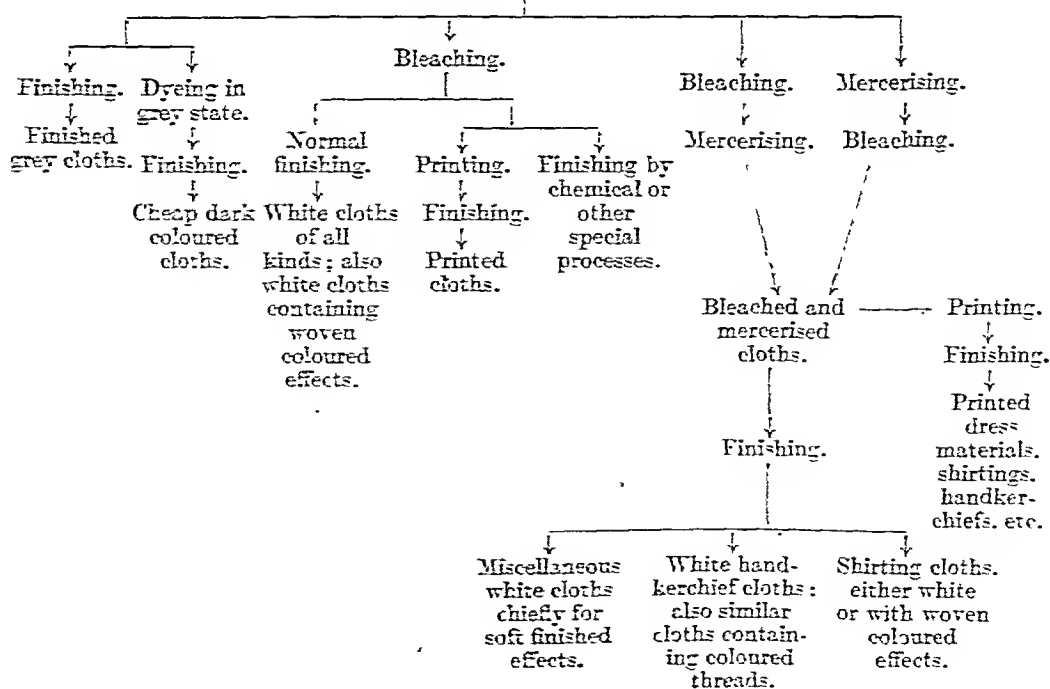 Bleaching.
Finishing.
Finished
grey cloths.
Dyeing in
grey state.
Finishing.
Cheap dark
coloured
cloths.
Normal
finishing.
White cloths
of all
kinds; also
white cloths
containing
woven
coloured
effects.
Printing.
Finishing.
Printed
cloths.
Finishing by
chemical or
other
special
processes.
Bleaching.
Mercerising.
Mercerising.
Bleaching.
Bleached and
mercerised
cloths.
Printing.
Finishing.
Printed
dress
materials.
shirtings.
handker-
chiefs. etc.
Finishing.
Miscellaneous
white cloths
chiefly for
soft finished
effects.
White hand-
kerchief cloths;
also similar
cloths contain-
ing coloured
threads.
Shirting cloths.
either white
or with woven
coloured
effects.